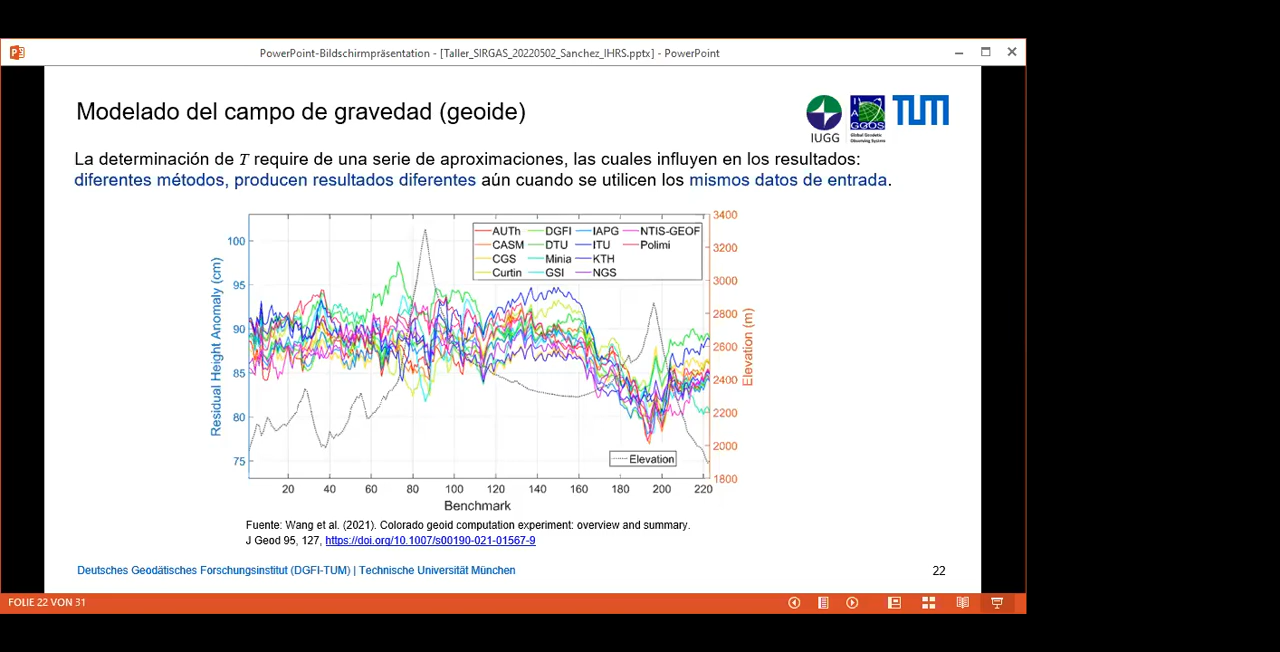 PowerPoint-Bildschirmpräsentation - [Taller_SIRGAS_20220502_Sanchez_IHRS.pptx] - PowerPoint
Modelado del campo de gravedad (geoide)
IUGG
IAG
GGOS
Global Geodetic
Observing System
TUM
La determinación de T require de una serie de aproximaciones, las cuales influyen en los resultados:
diferentes métodos, producen resultados diferentes aún cuando se utilicen los mismos datos de entrada.
Residual Height Anomaly (cm)
100
95
90
85
80
75
AUTh DGFI IAPG NTIS-GEOF
CASM DTU ITU Polimi
CGS Minia KTH
Curtin GSI NGS
Elevation
3400
3200
3000
2800
2600
2400
2200
2000
1800
Elevation (m)
20 40 60 80 100 120 140 160 180 200 220
Benchmark
Fuente: Wang et al. (2021). Colorado geoid computation experiment: overview and summary.
J Geod 95, 127, https://doi.org/10.1007/s00190-021-01567-9
Deutsches Geodätisches Forschungsinstitut (DGFI-TUM) | Technische Universität München
22
FOLIE 22 VON 31